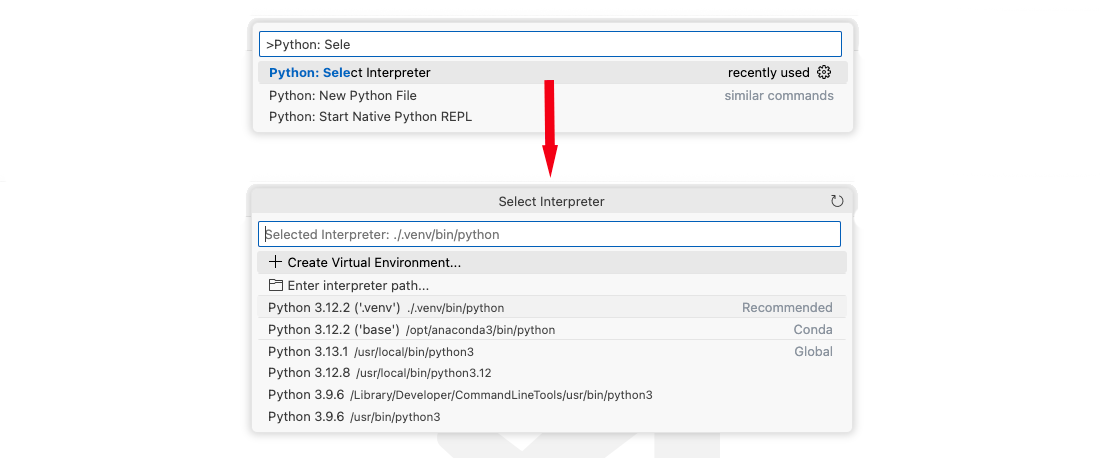 >Python: Sele
Python: Select Interpreter recently used
Python: New Python File similar commands
Python: Start Native Python REPL
Select Interpreter
Selected Interpreter: ./.venv/bin/python
Create Virtual Environment...
Enter interpreter path...
Python 3.12.2 ('.venv') ./.venv/bin/python Recommended
Python 3.12.2 ('base') /opt/anaconda3/bin/python Conda
Python 3.13.1 /usr/local/bin/python3 Global
Python 3.12.8 /usr/local/bin/python3.12
Python 3.9.6 /Library/Developer/CommandLineTools/usr/bin/python3
Python 3.9.6 /usr/bin/python3